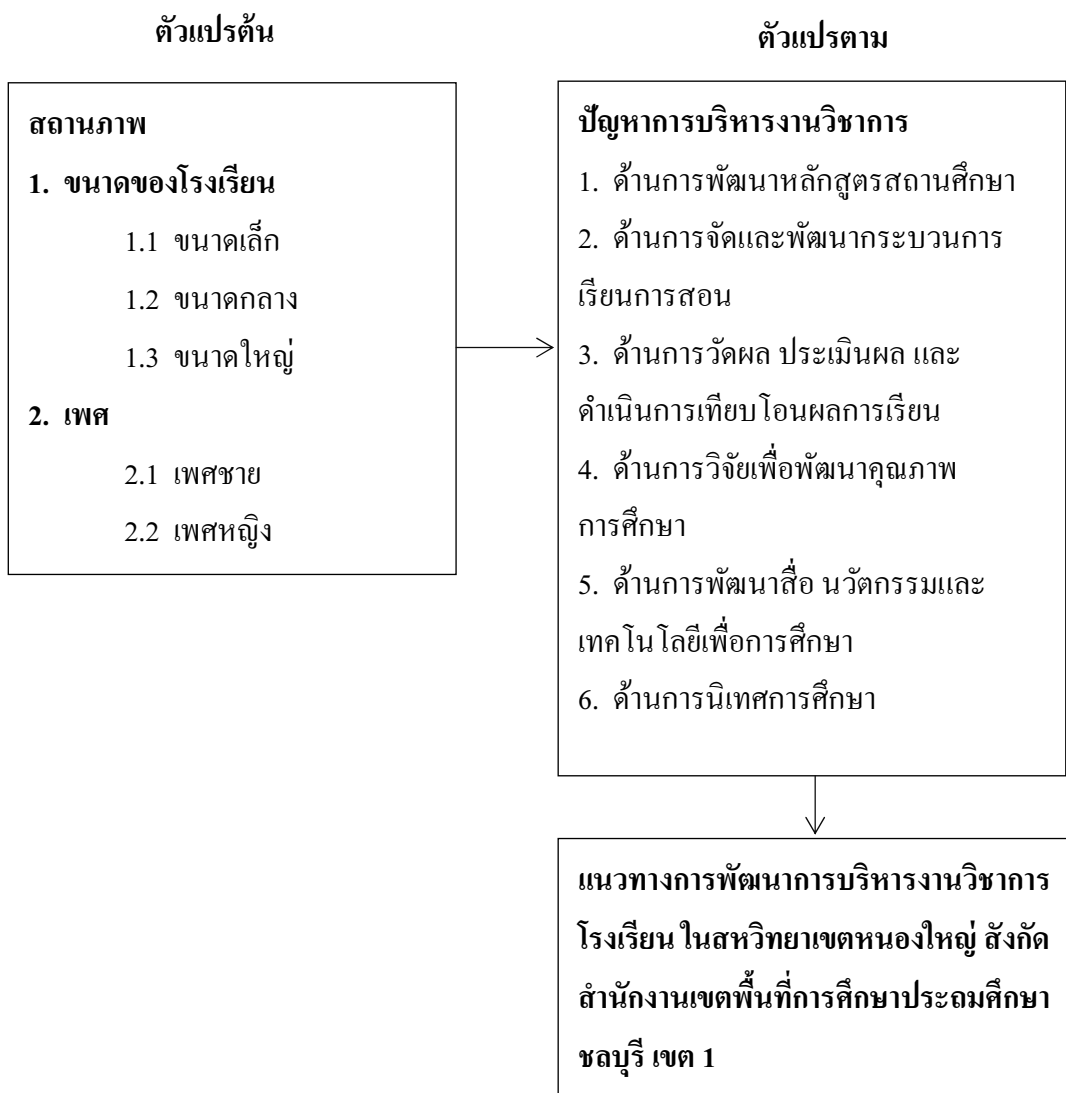 ตัวแปรต้น
สถานภาพ
1. ขนาดของโรงเรียน
1.1 ขนาดเล็ก
1.2 ขนาดกลาง
1.3 ขนาดใหญ่
2. เพศ
2.1 เพศชาย
2.2 เพศหญิง
ตัวแปรตาม
ปัญหาการบริหารงานวิชาการ
1. ด้านการพัฒนาหลักสูตรสถานศึกษา
2. ด้านการจัดและพัฒนากระบวนการ
เรียนการสอน
3. ด้านการวัดผล ประเมินผล และ
ดำเนินการเทียบโอนผลการเรียน
4. ด้านการวิจัยเพื่อพัฒนาคุณภาพ
การศึกษา
5. ด้านการพัฒนาสื่อ นวัตกรรมและ
เทคโนโลยีเพื่อการศึกษา
6. ด้านการนิเทศการศึกษา
แนวทางการพัฒนาการบริหารงานวิชาการ
โรงเรียน ในสหวิทยาเขตหนองใหญ่ สังกัด
สำนักงานเขตพื้นที่การศึกษาประถมศึกษา
ชลบุรี เขต 1